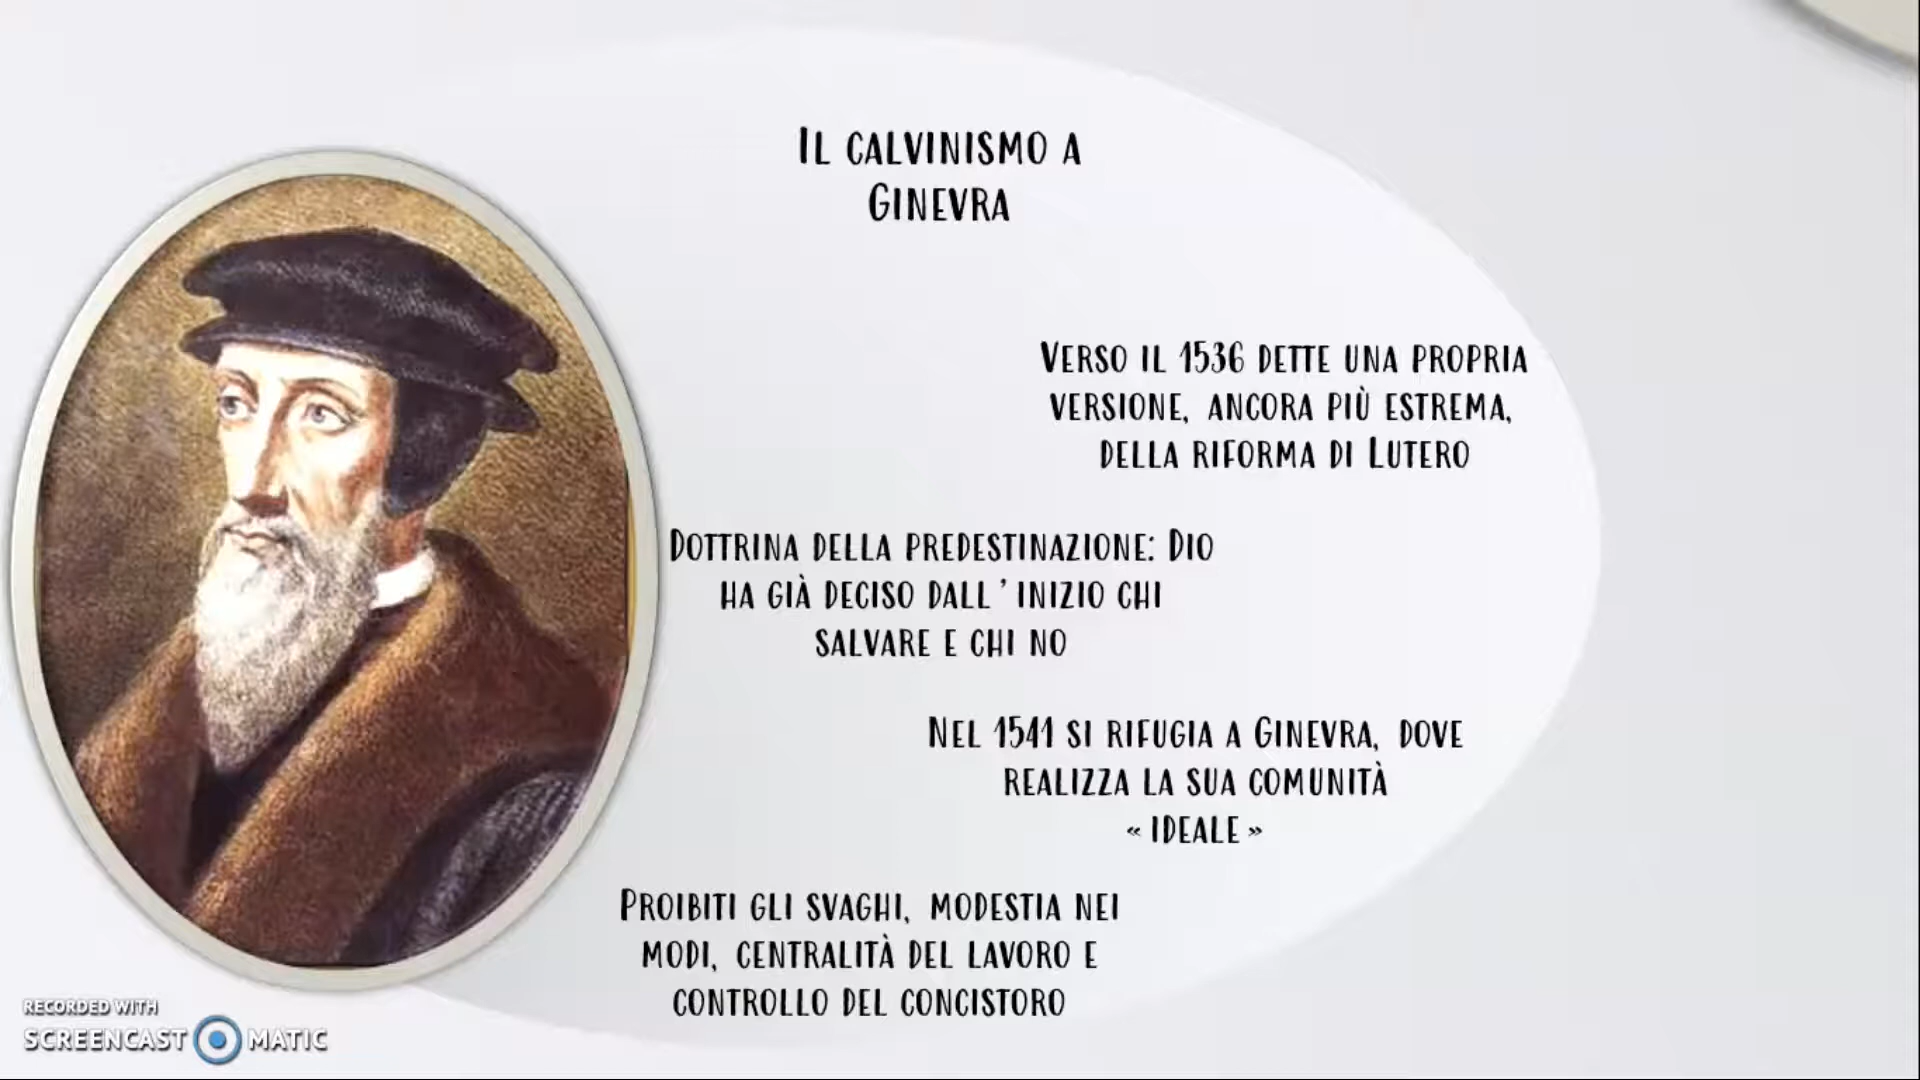 Il calvinismo a
Ginevra
Verso il 1536 dette una propria
versione, ancora più estrema,
della riforma di Lutero
Dottrina della predestinazione: Dio
ha già deciso dall'inizio chi
salvare e chi no
Nel 1541 si rifugia a Ginevra, dove
realizza la sua comunità
«ideale»
Proibiti gli svaghi, modestia nei
modi, centralità del lavoro e
controllo del concistoro
RECORDED WITH
SCREENCAST MATIC